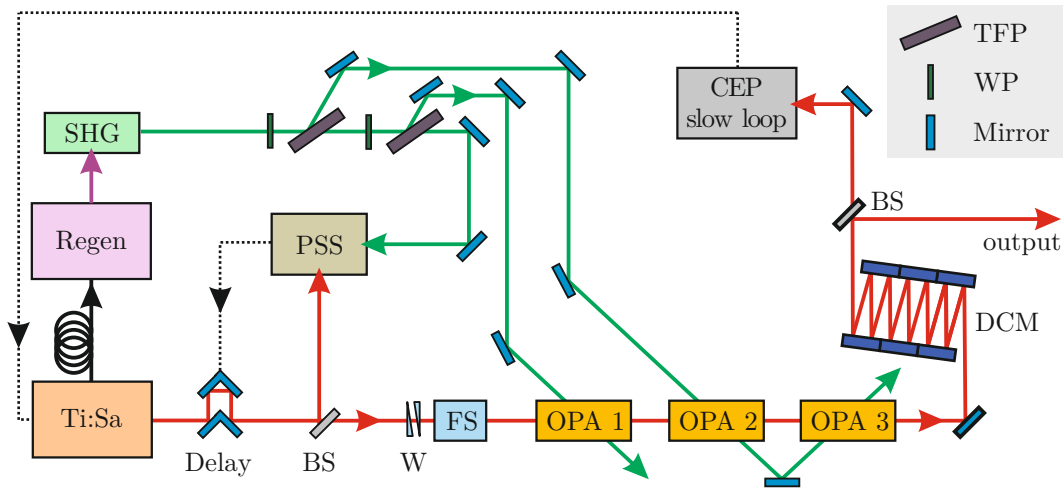 TFP
WP
Mirror
CEP
slow loop
SHG
BS
output
Regen
PSS
DCM
Ti:Sa
FS
OPA 1
OPA 2
OPA 3
Delay
BS
W